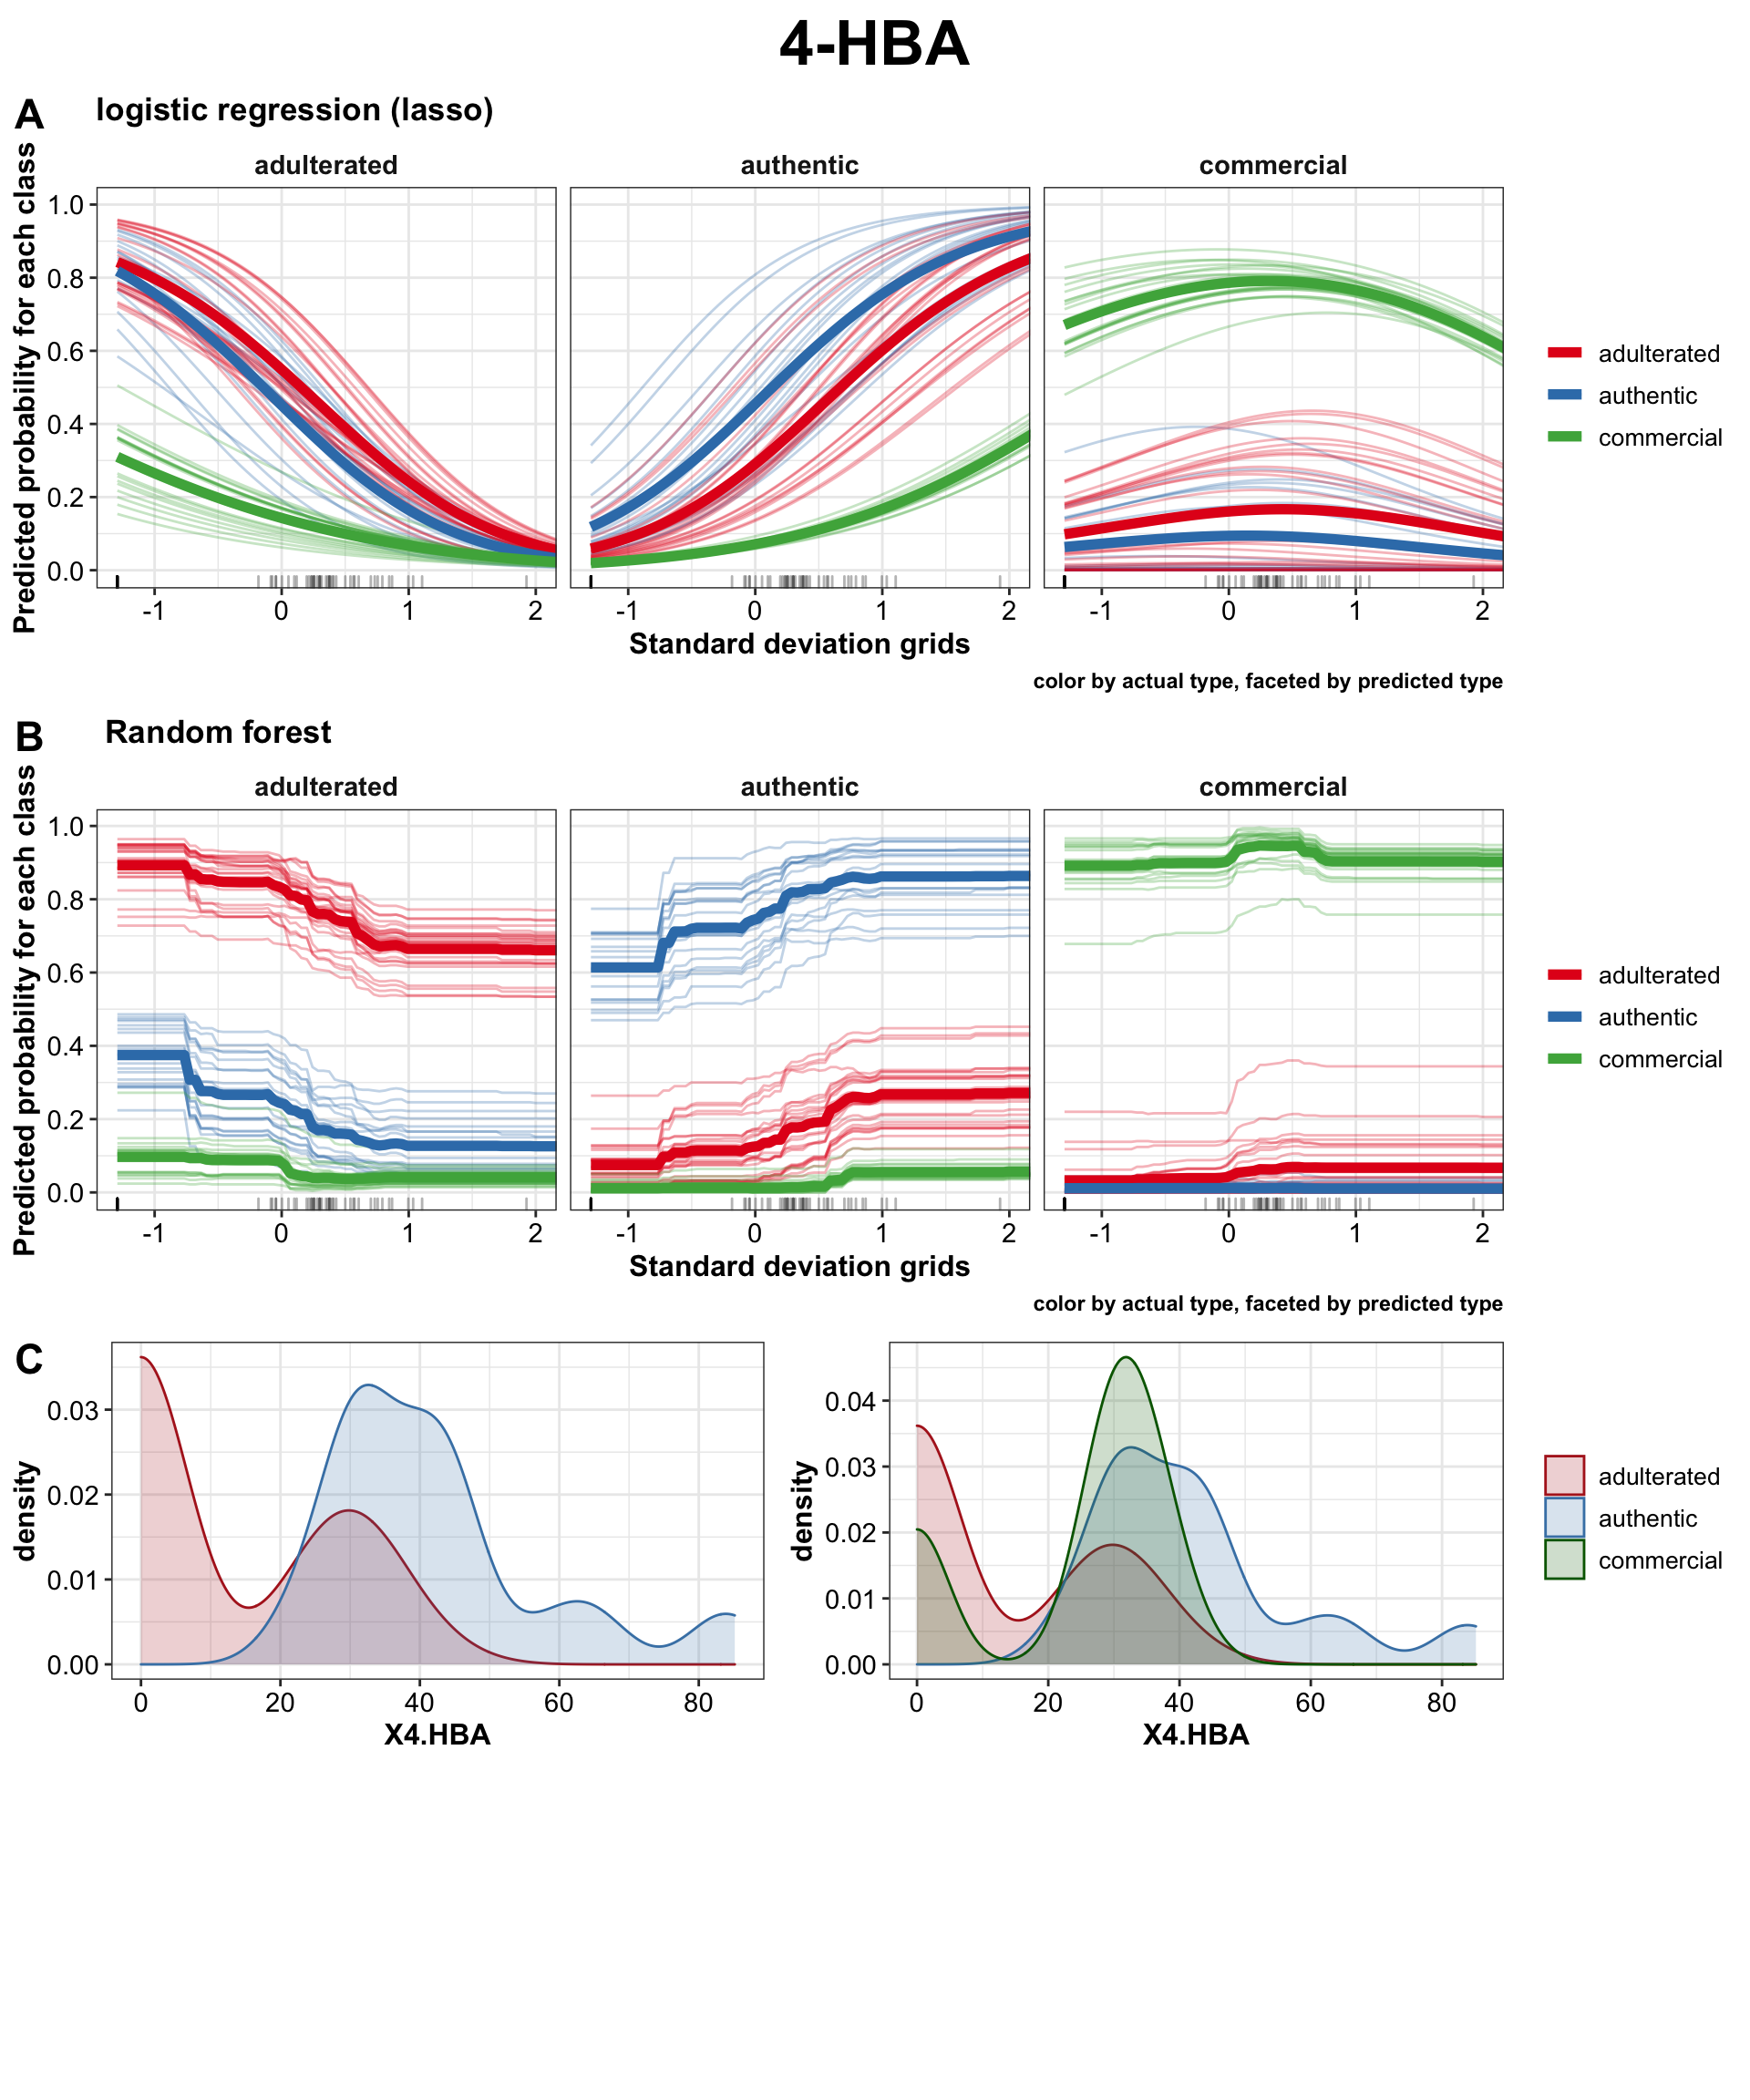 4-HBA
A
logistic regression (lasso)
adulterated
authentic
commercial
Predicted probability for each class
1.0
0.8
0.6
0.4
0.2
0.0
-1 0 1 2
-1 0 1 2
-1 0 1 2
Standard deviation grids
color by actual type, faceted by predicted type
adulterated
authentic
commercial
B
Random forest
adulterated
authentic
commercial
Predicted probability for each class
1.0
0.8
0.6
0.4
0.2
0.0
-1 0 1 2
-1 0 1 2
-1 0 1 2
Standard deviation grids
color by actual type, faceted by predicted type
adulterated
authentic
commercial
C
density
0.03
0.02
0.01
0.00
0 20 40 60 80
X4.HBA
density
0.04
0.03
0.02
0.01
0.00
0 20 40 60 80
X4.HBA
adulterated
authentic
commercial